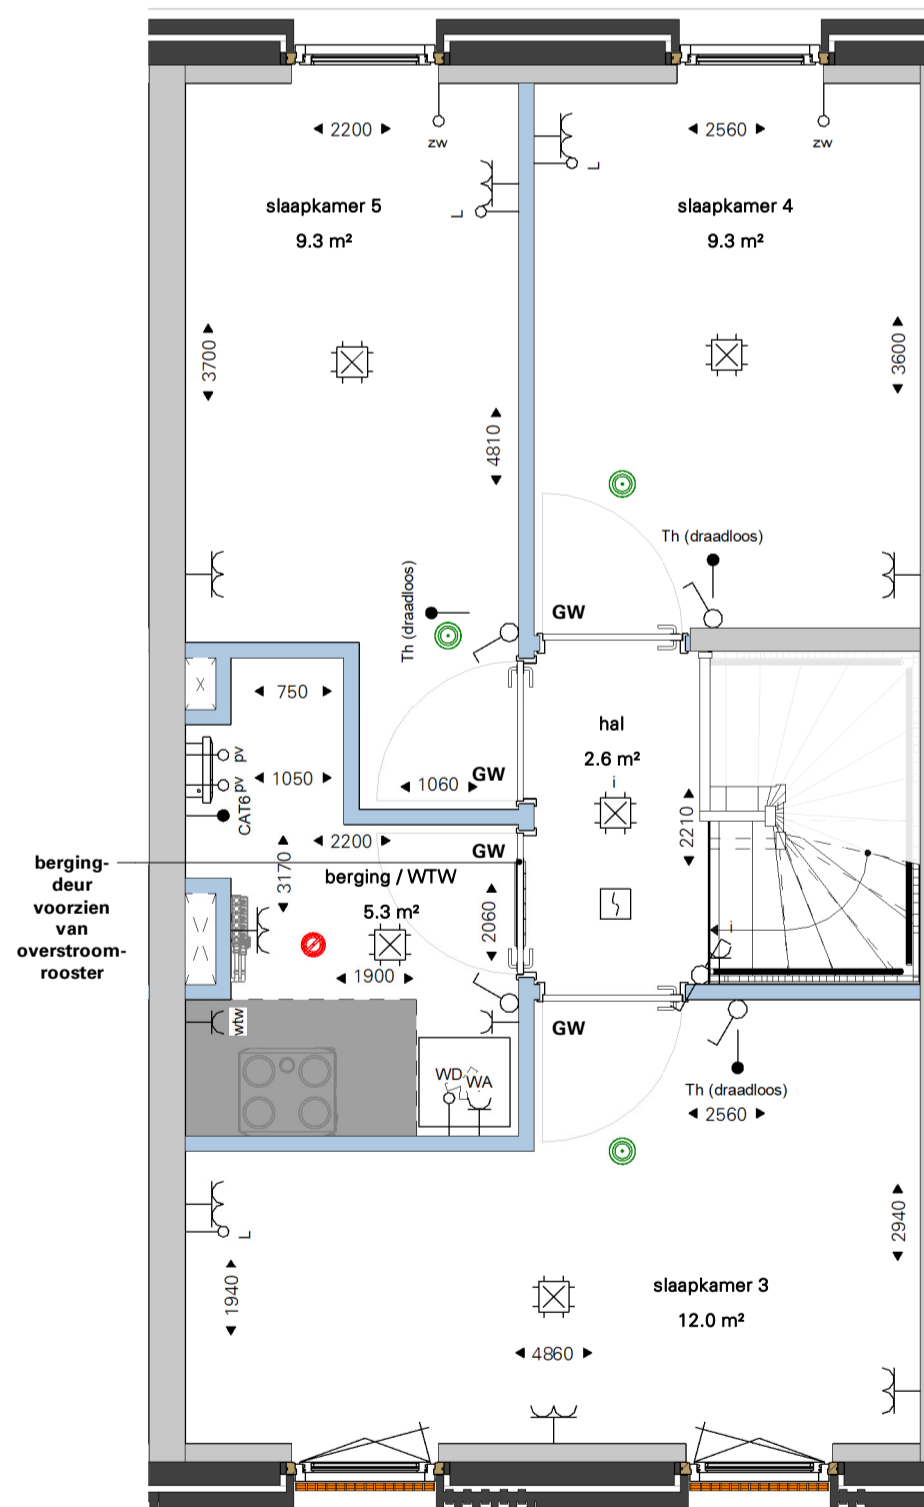 2200
zw
2560
zw
L
L
slaapkamer 5
9.3 m²
slaapkamer 4
9.3 m²
3700
3600
4810
Th (draadloos)
Th (draadloos)
GW
750
hal
2.6 m²
i
pv
pv
1050
1060
GW
CAT6
2210
2200
GW
3170
berging-
deur
voorzien
van
overstroom-
rooster
berging / WTW
5.3 m²
2060
i
1900
wtw
GW
WD
WA
Th (draadloos)
2560
L
2940
1940
slaapkamer 3
12.0 m²
4860